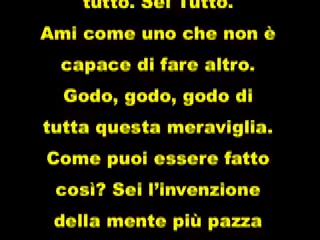 tutto. Sei Tutto.
Ami come uno che non è
capace di fare altro.
Godo, godo, godo di
tutta questa meraviglia.
Come puoi essere fatto
così? Sei l’invenzione
della mente più pazza